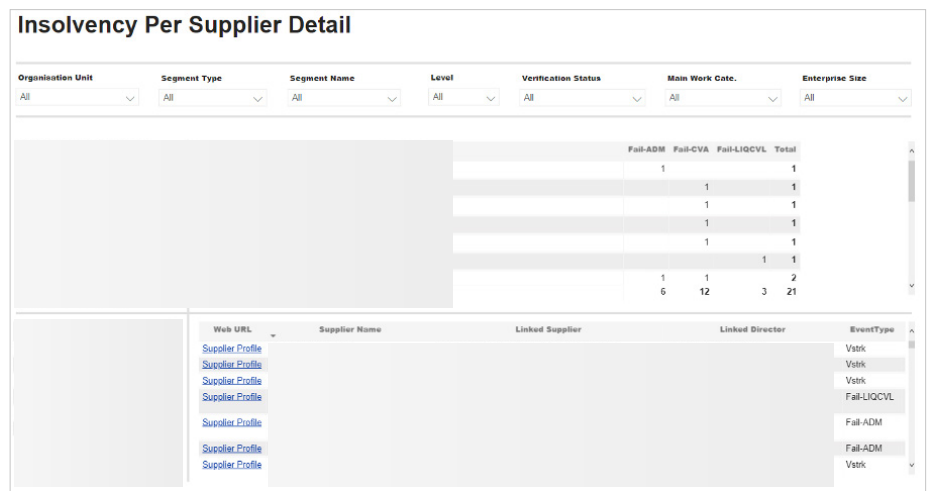 Insolvency Per Supplier Detail
Organisation Unit Segment Type Segment Name Level Verification Status Main Work Cate. Enterprise Size
All All All All All All All
Fail-ADM Fail-CVA Fail-LIQCVL Total
1 1
1 1
1 1
1 1
1 1
1 1
1 1 2
6 12 3 21
Web URL Supplier Name Linked Supplier Linked Director EventType
Supplier Profile Vstrk
Supplier Profile Vstrk
Supplier Profile Vstrk
Supplier Profile Fail-LIQCVL
Supplier Profile Fail-ADM
Supplier Profile Fail-ADM
Supplier Profile Vstrk